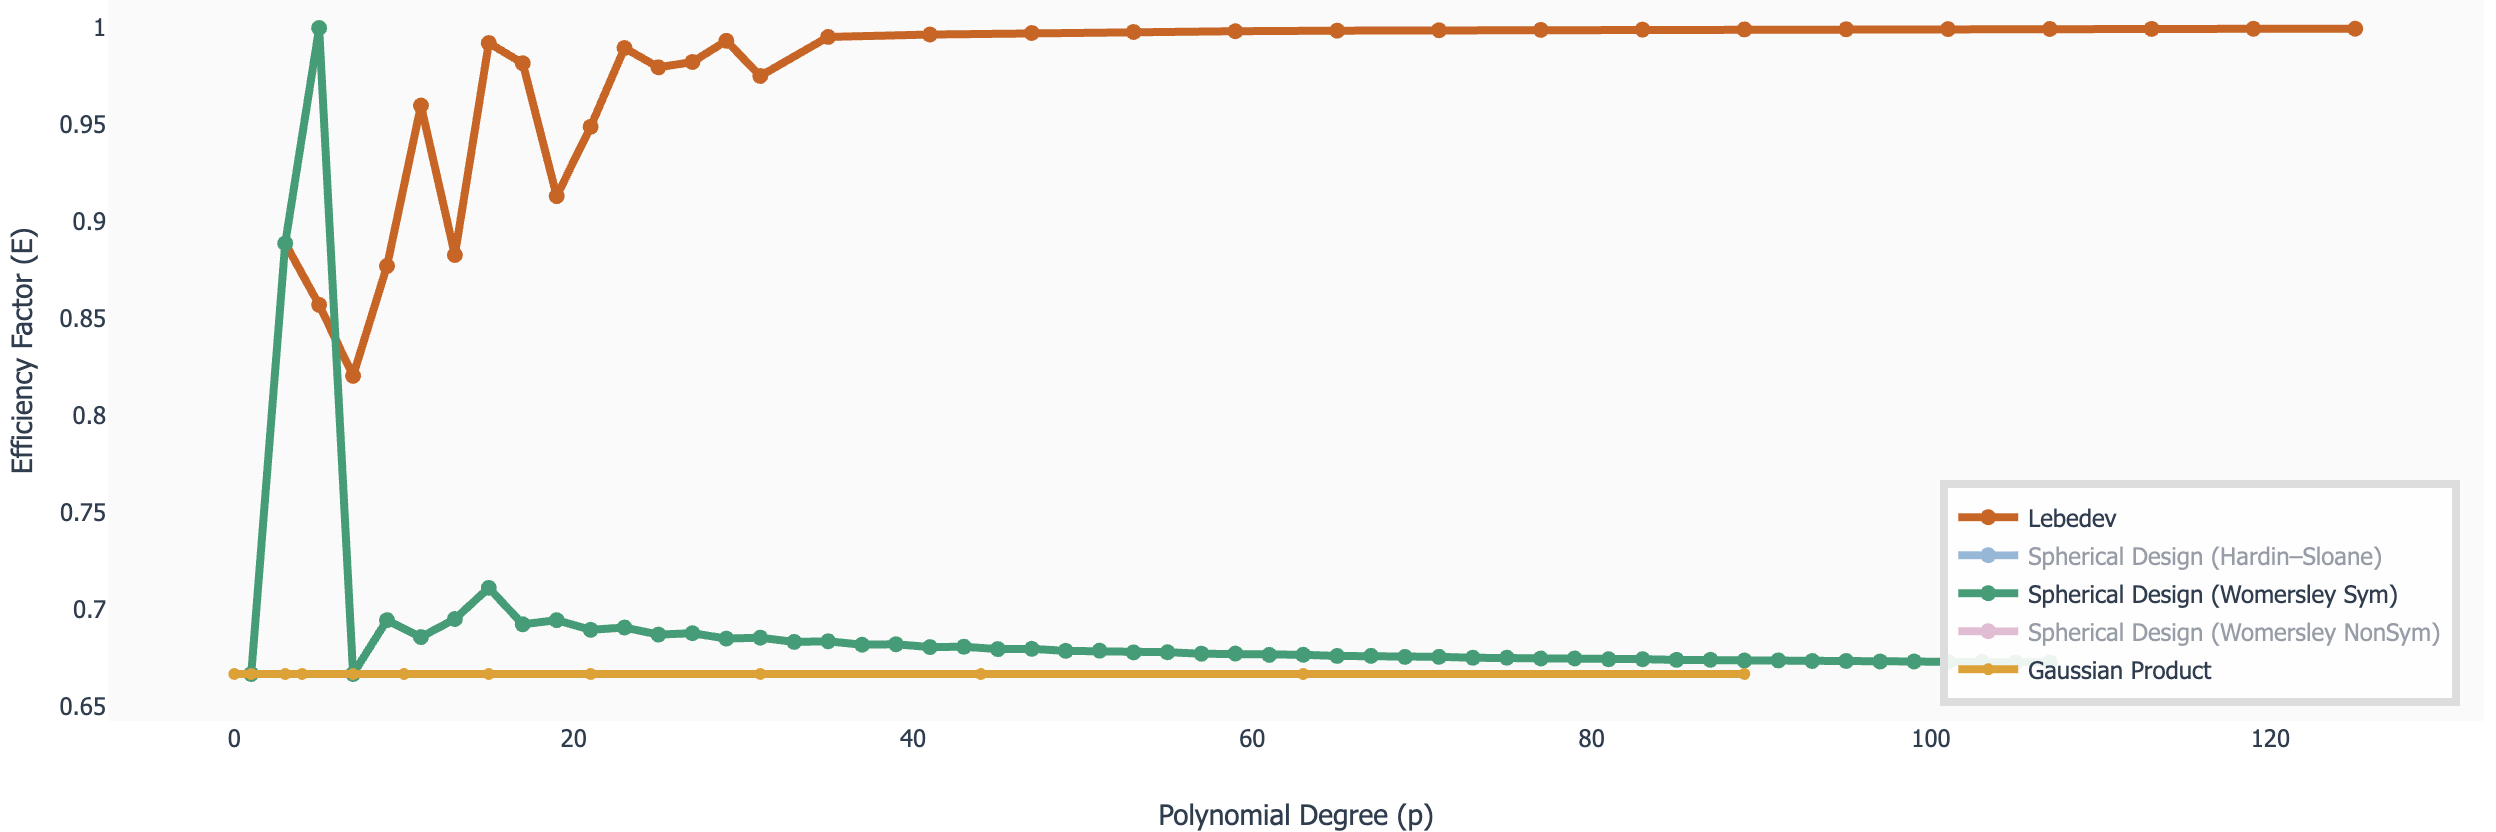 1
0.95
0.9
0.85
0.8
0.75
0.7
0.65
Efficiency Factor (E)
Lebedev
Spherical Design (Hardin—Sloane)
Spherical Design (Womersley Sym)
Spherical Design (Womersley NonSym)
Gaussian Product
0 20 40 60 80 100 120
Polynomial Degree (p)